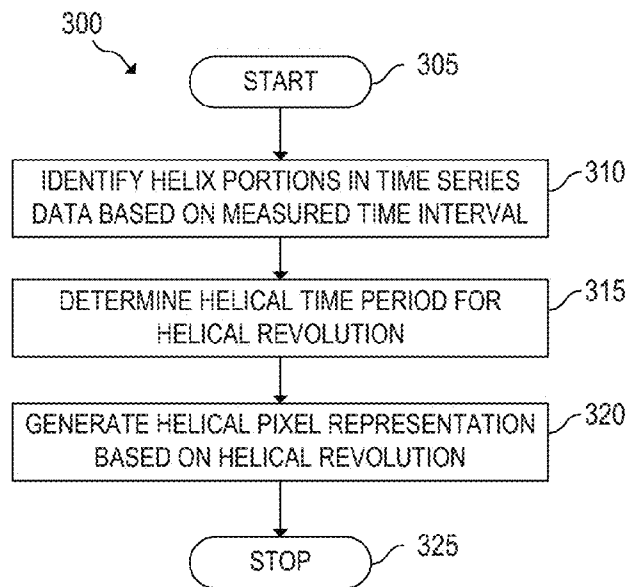 300
START
305
IDENTIFY HELIX PORTIONS IN TIME SERIES
DATA BASED ON MEASURED TIME INTERVAL
310
DETERMINE HELICAL TIME PERIOD FOR
HELICAL REVOLUTION
315
GENERATE HELICAL PIXEL REPRESENTATION
BASED ON HELICAL REVOLUTION
320
STOP
325